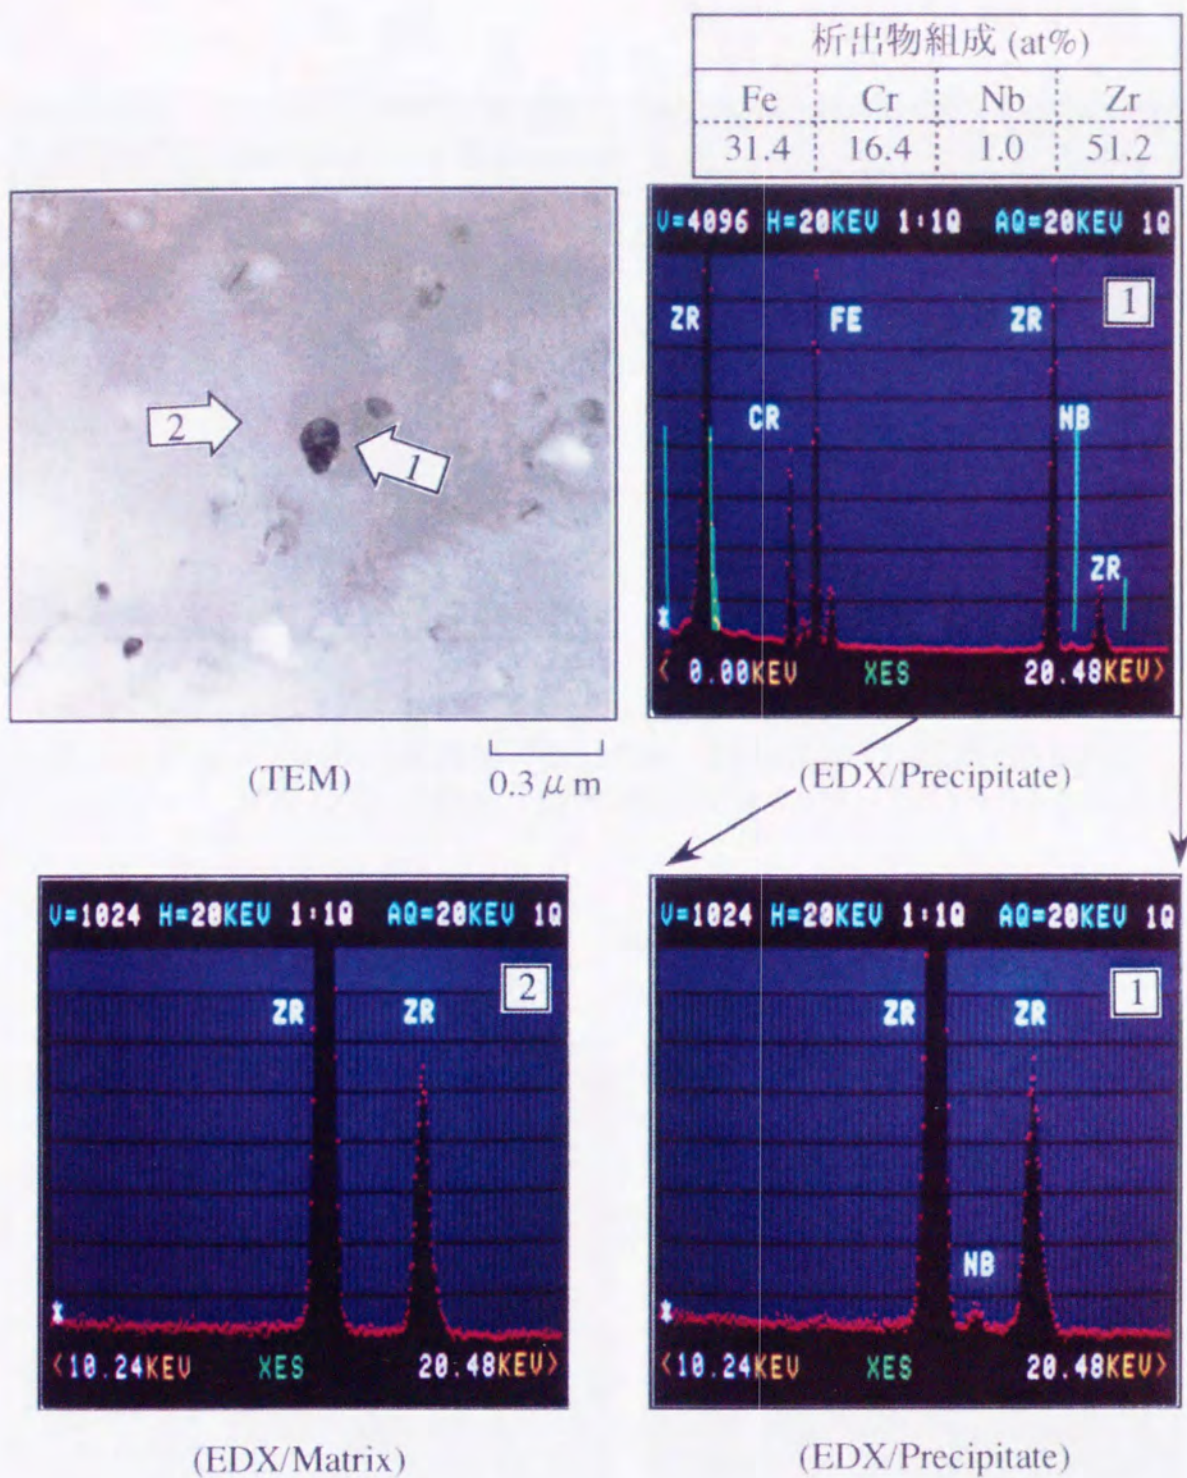 析出物組成 (at%)
Fe Cr Nb Zr
31.4 16.4 1.0 51.2
V=4096 H=20KEV 1:1Q AQ=20KEV 1Q
1
ZR FE ZR
CR NB
ZR
X
< 0.00KEV XES 20.48KEV>
2
1
(TEM)
0.3 μm
(EDX/Precipitate)
V=1024 H=20KEV 1:1Q AQ=20KEV 1Q
2
ZR ZR
X
<10.24KEV XES 20.48KEV>
(EDX/Matrix)
V=1024 H=20KEV 1:1Q AQ=20KEV 1Q
1
ZR ZR
NB
X
<10.24KEV XES 20.48KEV>
(EDX/Precipitate)